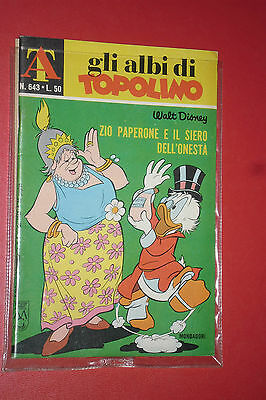 A
T
N. 643 • L. 50
gli albi di
TOPOLINO
Walt Disney
ZIO PAPERONE E IL SIERO
DELL'ONESTÀ
MONDADORI